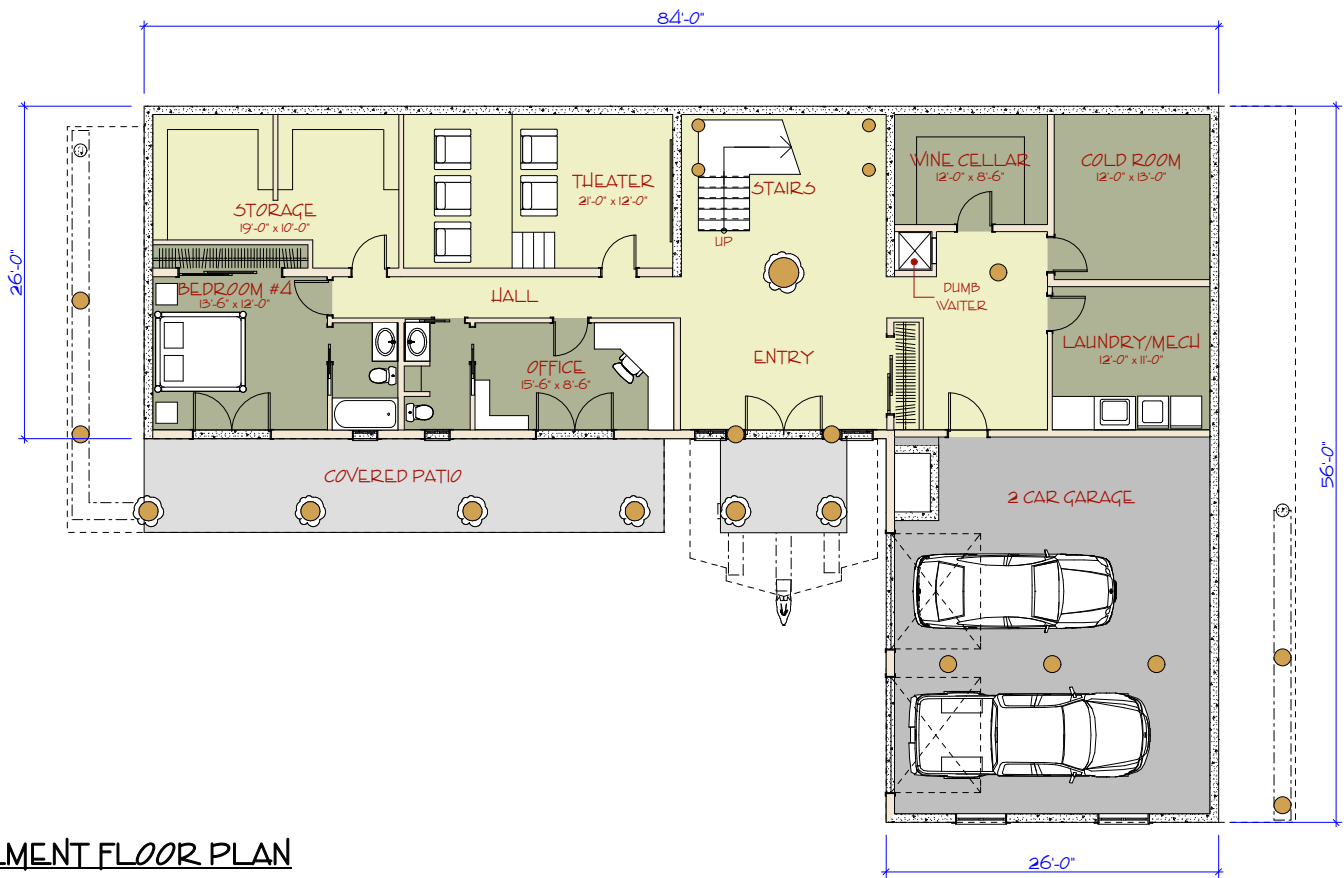 84'-0"
WINE CELLAR
12'-0" x 8'-6"
COLD ROOM
12'-0" x 13'-0"
THEATER
21'-0" x 12'-0"
STAIRS
STORAGE
19'-0" x 10'-0"
UP
26'-0"
BEDROOM #4
13'-6" x 12'-0"
HALL
DUMB
WAITER
LAUNDRY/MECH
12'-0" x 11'-0"
ENTRY
OFFICE
15'-6" x 8'-6"
COVERED PATIO
2 CAR GARAGE
56'-0"
FLOOR PLAN
26'-0"